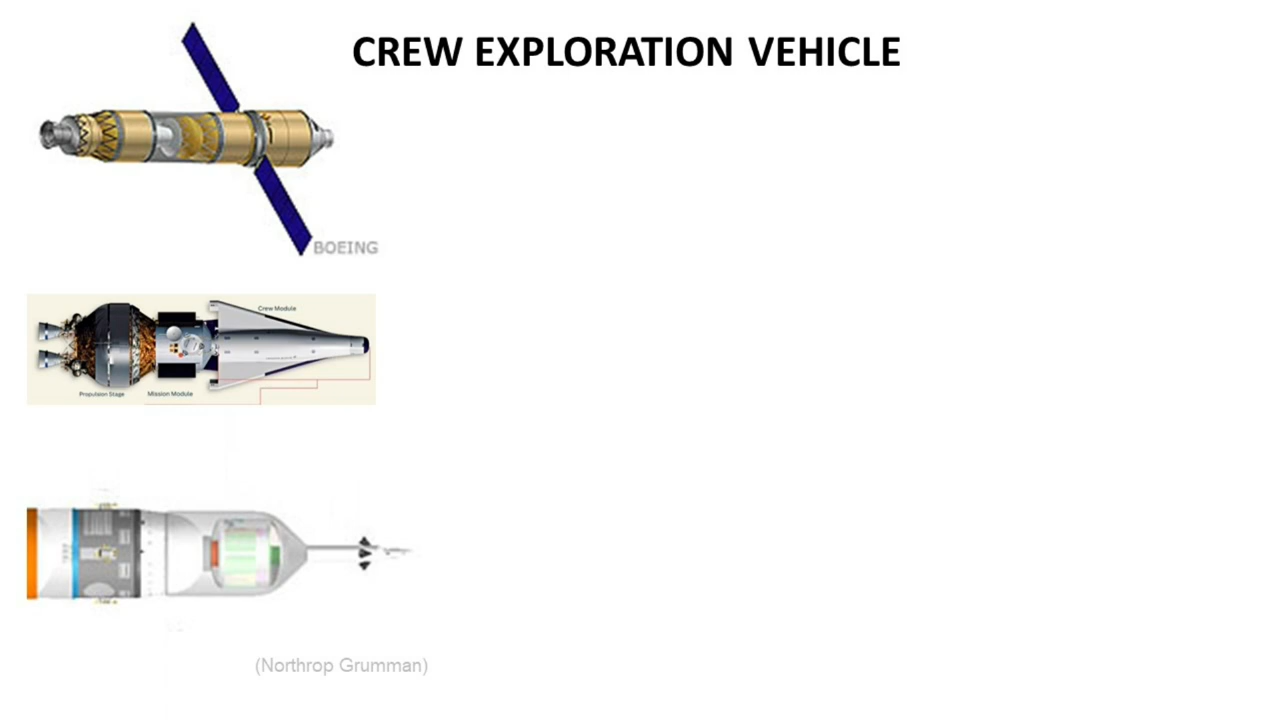 CREW EXPLORATION VEHICLE
BOEING
Crew Module
Propulsion Stage
Mission Module
(Northrop Grumman)